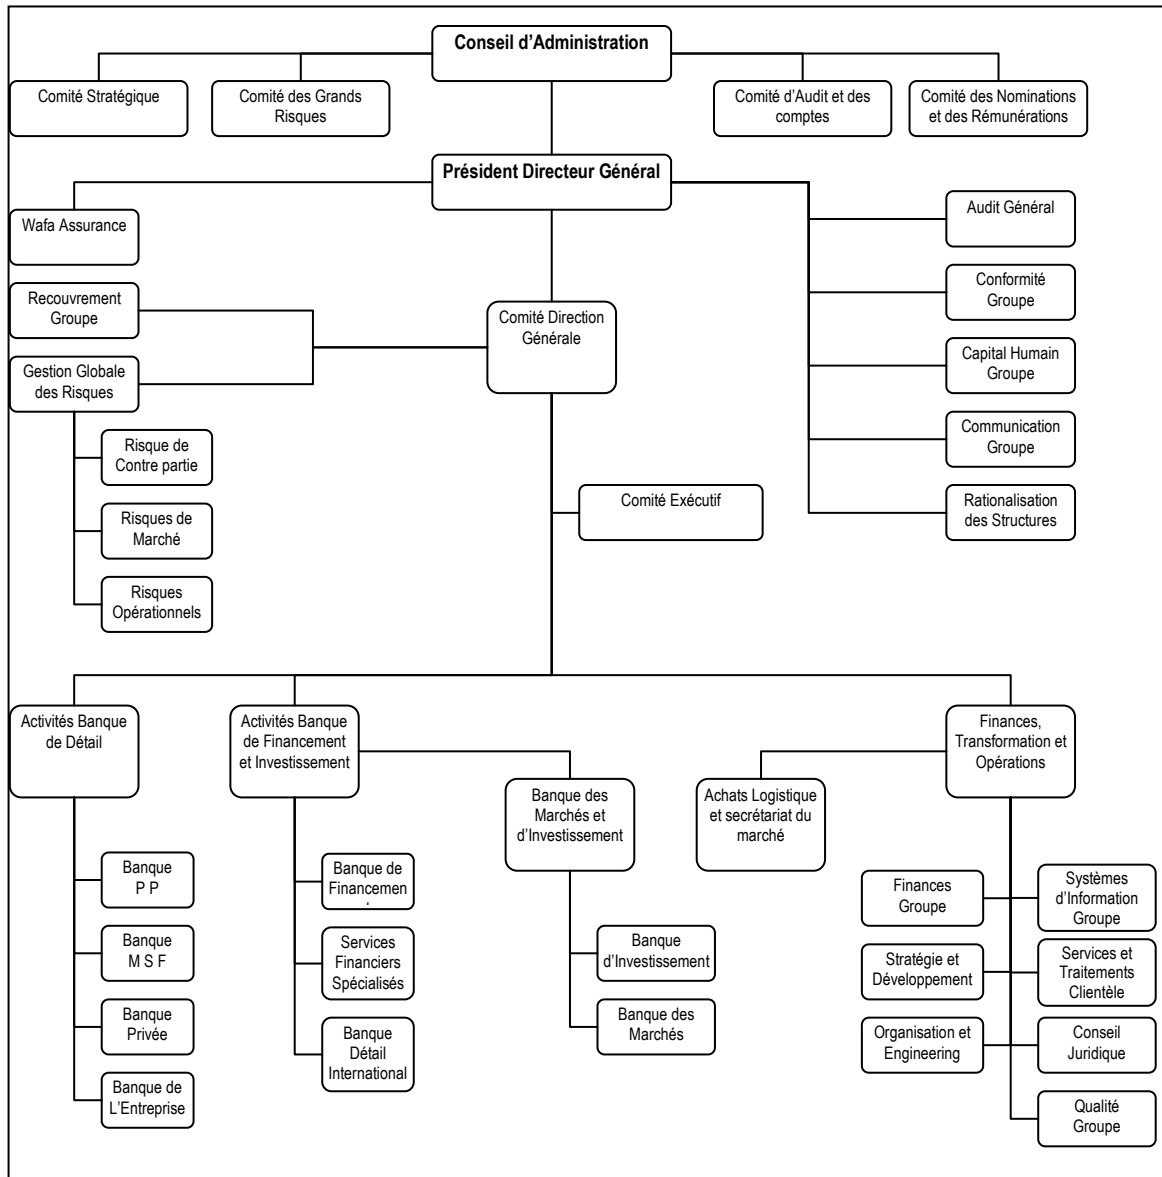 Conseil d'Administration
Comité Stratégique
Comité des Grands
Risques
Comité d'Audit et des
comptes
Comité des Nominations
et des Rémunérations
Président Directeur Général
Wafa Assurance
Audit Général
Recouvrement
Groupe
Conformité
Groupe
Comité Direction
Générale
Gestion Globale
des Risques
Capital Humain
Groupe
Risque de
Contre partie
Communication
Groupe
Comité Exécutif
Rationalisation
des Structures
Risques de
Marché
Risques
Opérationnels
Activités Banque
de Détail
Activités Banque
de Financement
et Investissement
Finances,
Transformation et
Opérations
Banque des
Marchés et
d'Investissement
Achats Logistique
et secrétariat du
marché
Banque
P P
Banque de
Financemen
Finances
Groupe
Systèmes
d'Information
Groupe
Banque
M S F
Services
Financiers
Spécialisés
Banque
d'Investissement
Stratégie et
Développement
Services et
Traitements
Clientèle
Banque
Privée
Banque
Détail
International
Banque des
Marchés
Organisation et
Engineering
Conseil
Juridique
Banque de
L'Entreprise
Qualité
Groupe